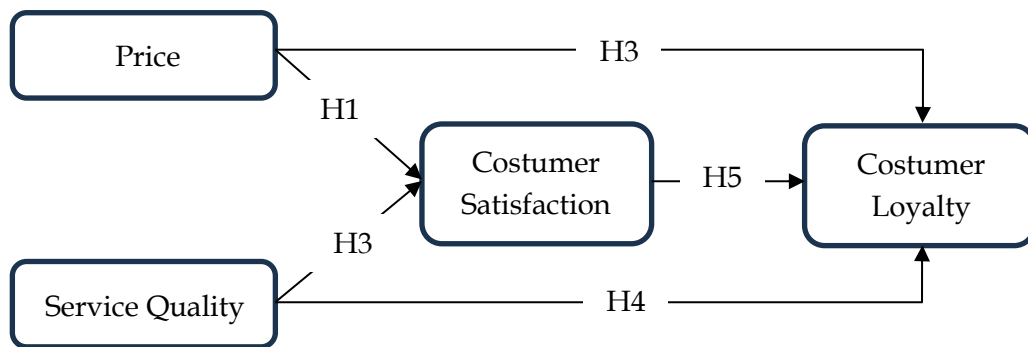 Price
H3
H1
Costumer
Satisfaction
H5
Costumer
Loyalty
H3
Service Quality
H4